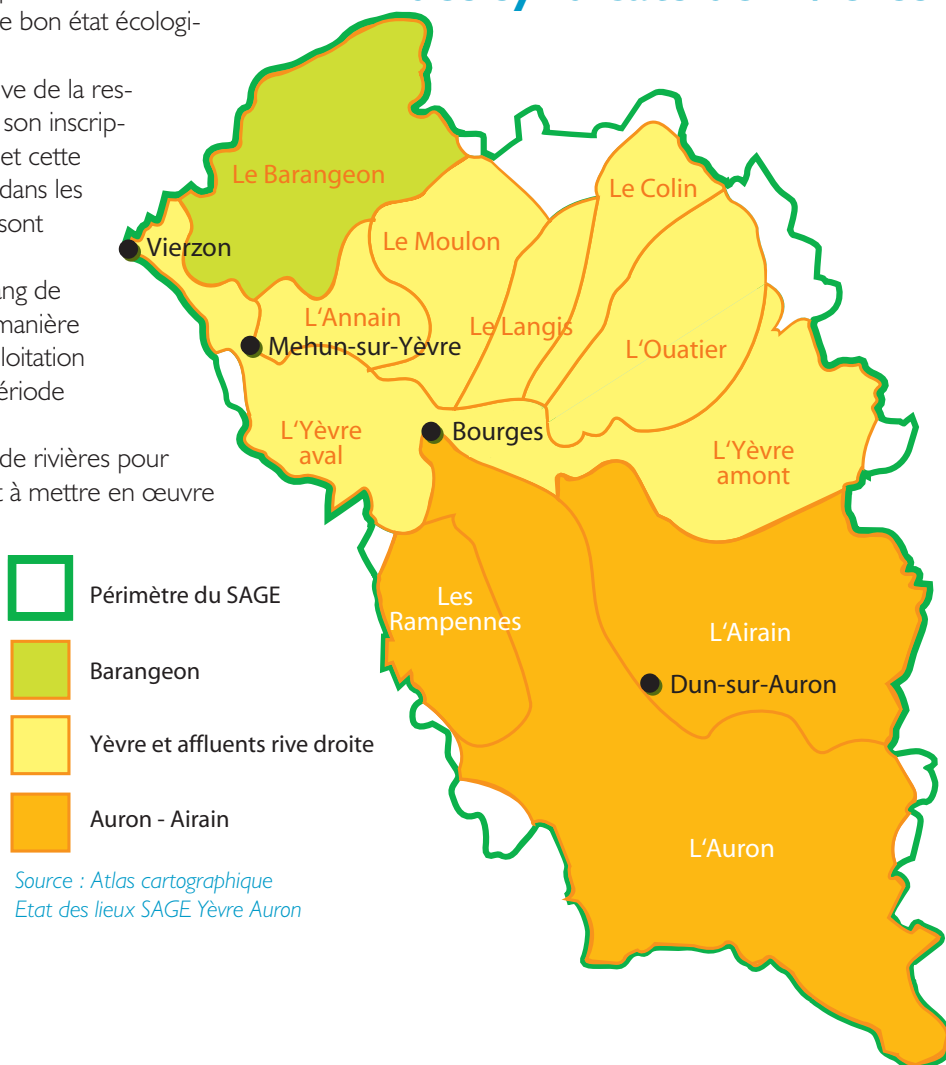 e bon état écologi-
ve de la res-
son inscrip-
et cette
dans les
sont
ang de
manière
loitation
ériode
de rivières pour
t à mettre en œuvre
Le Barangeon
Le Colin
Le Moulon
Vierzon
L'Annain
Le Langis
Mehun-sur-Yèvre
L'Ouatier
L'Yèvre
aval
Bourges
L'Yèvre
amont
Les
Rampennes
L'Airain
Dun-sur-Auron
L'Auron
Périmètre du SAGE
Barangeon
Yèvre et affluents rive droite
Auron - Airain
Source : Atlas cartographique
Etat des lieux SAGE Yèvre Auron